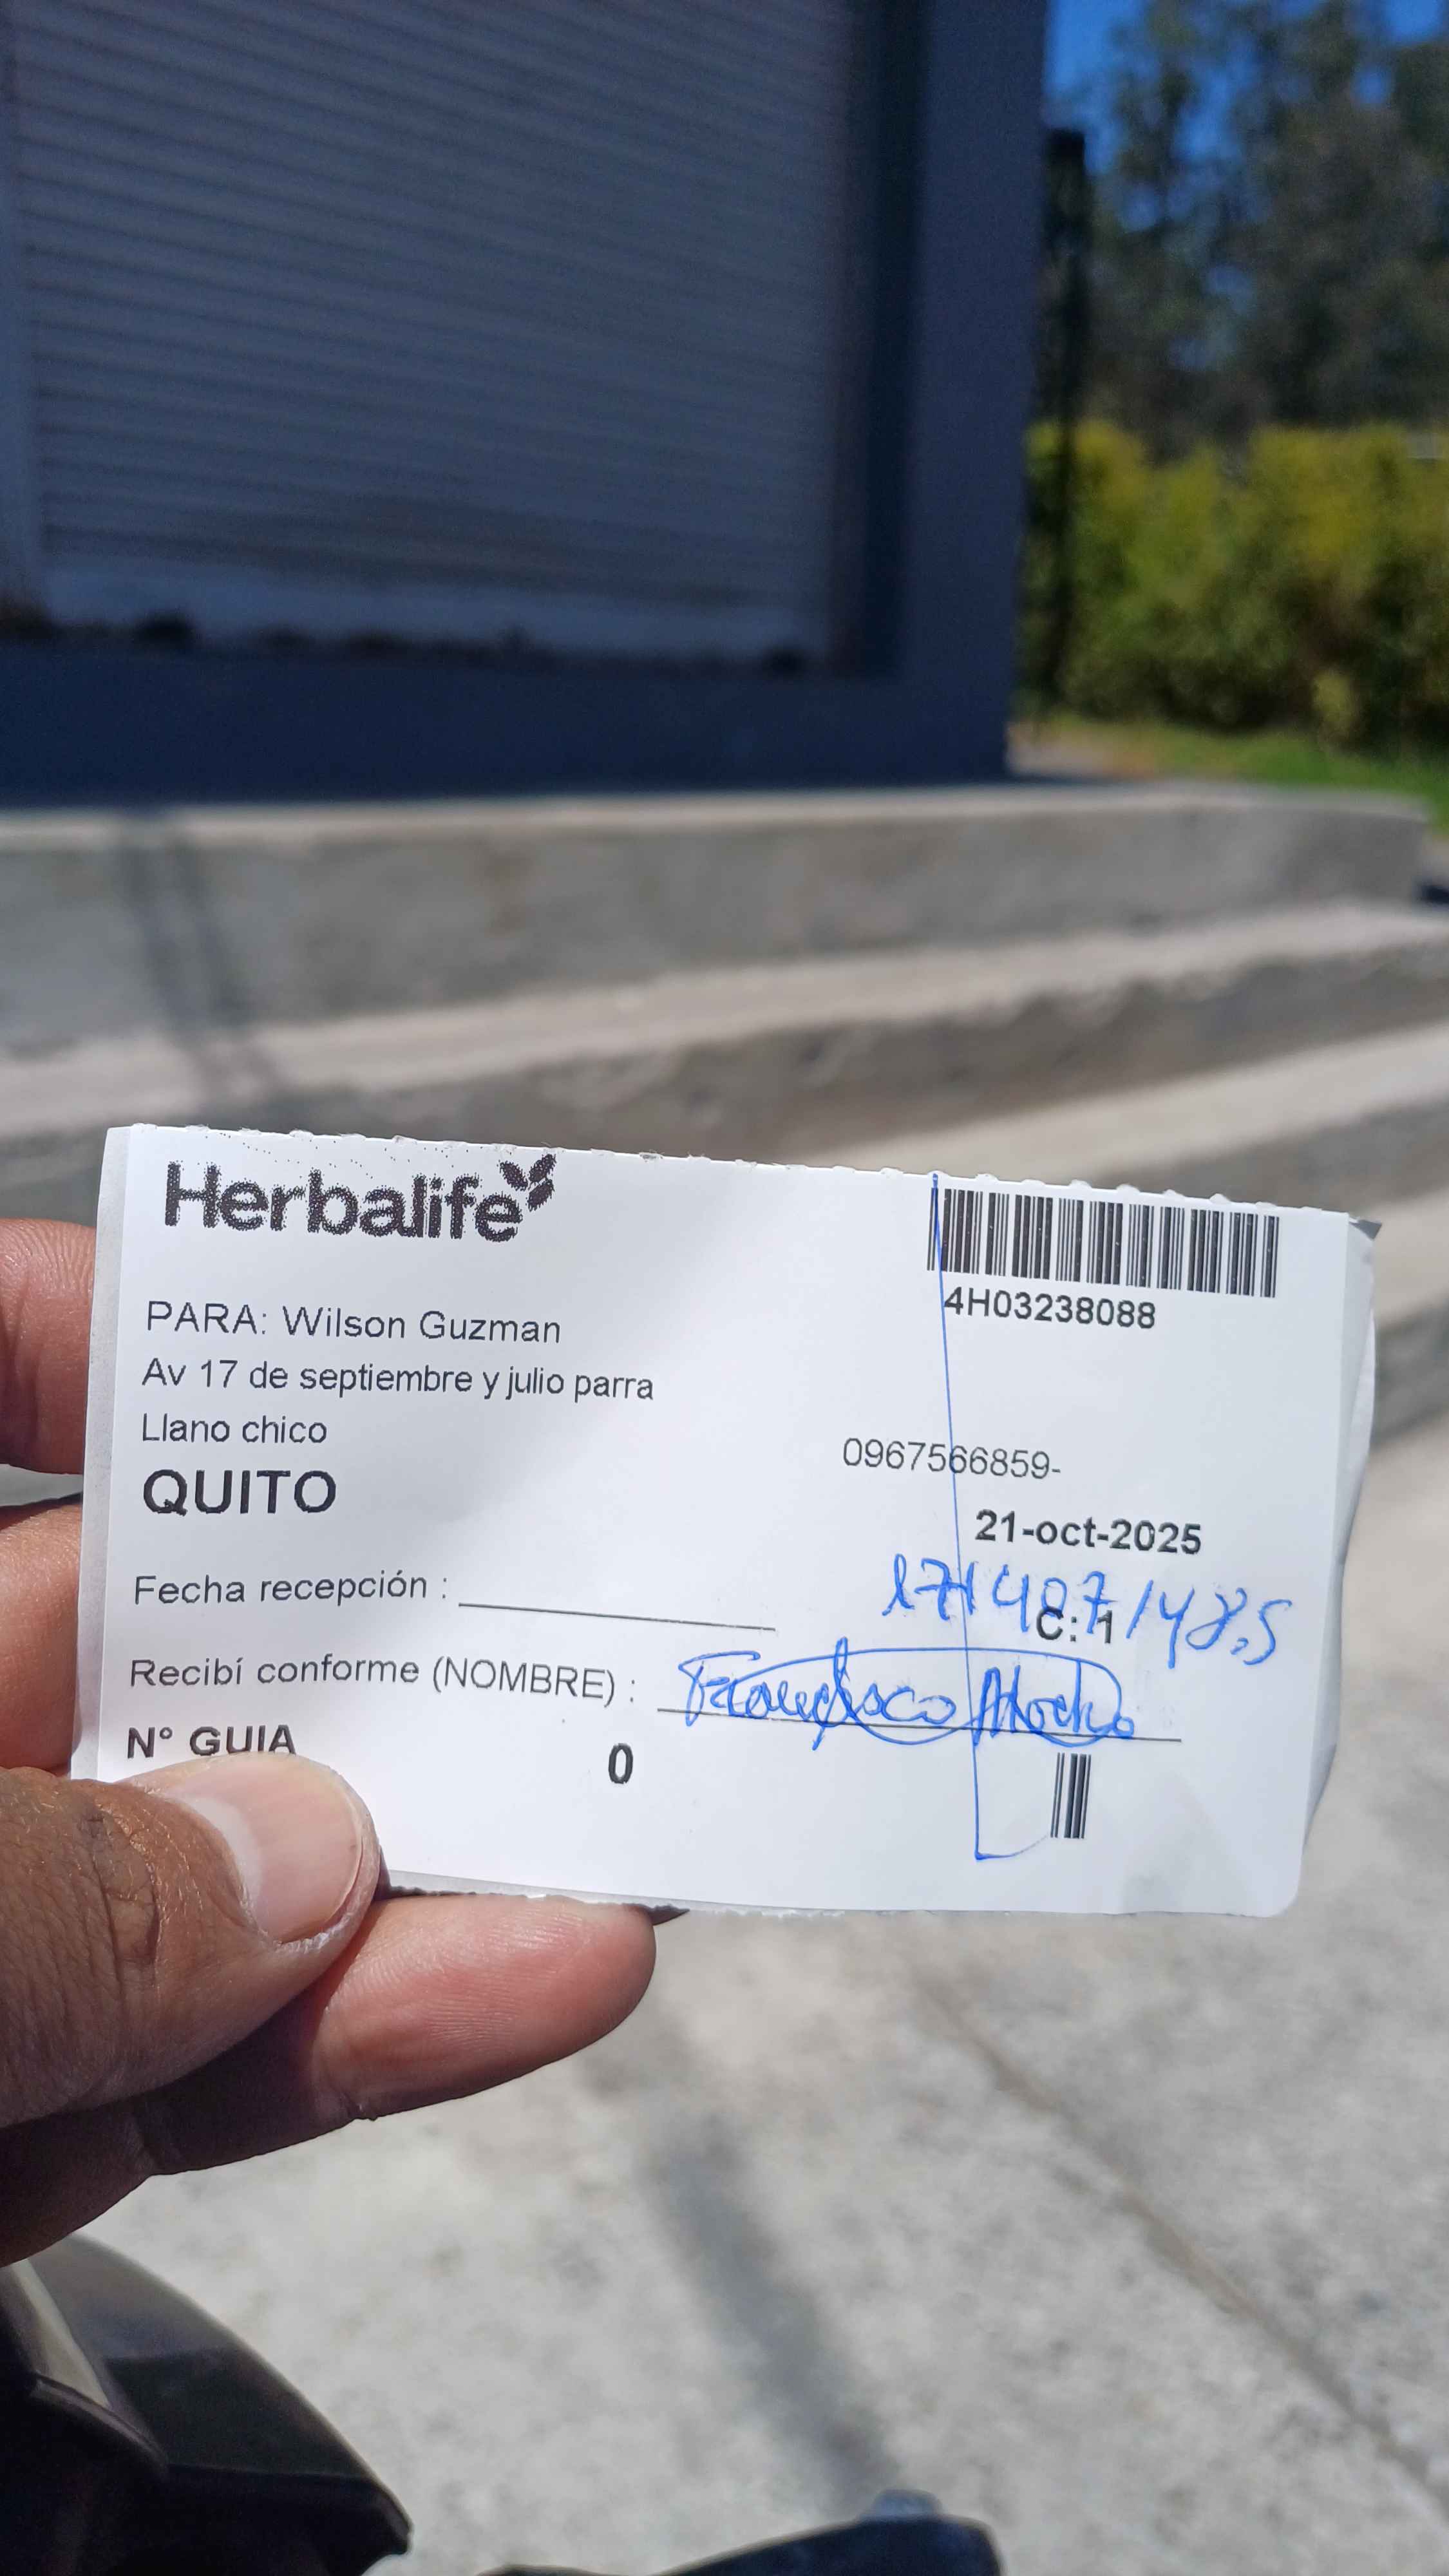 Herbalife
4H03238088
PARA: Wilson Guzman
Av 17 de septiembre y julio parra
Llano chico
0967566859-
QUITO
21-oct-2025
Fecha recepción :
C: 1
Recibí conforme (NOMBRE) : Francisco
N° GUIA
0